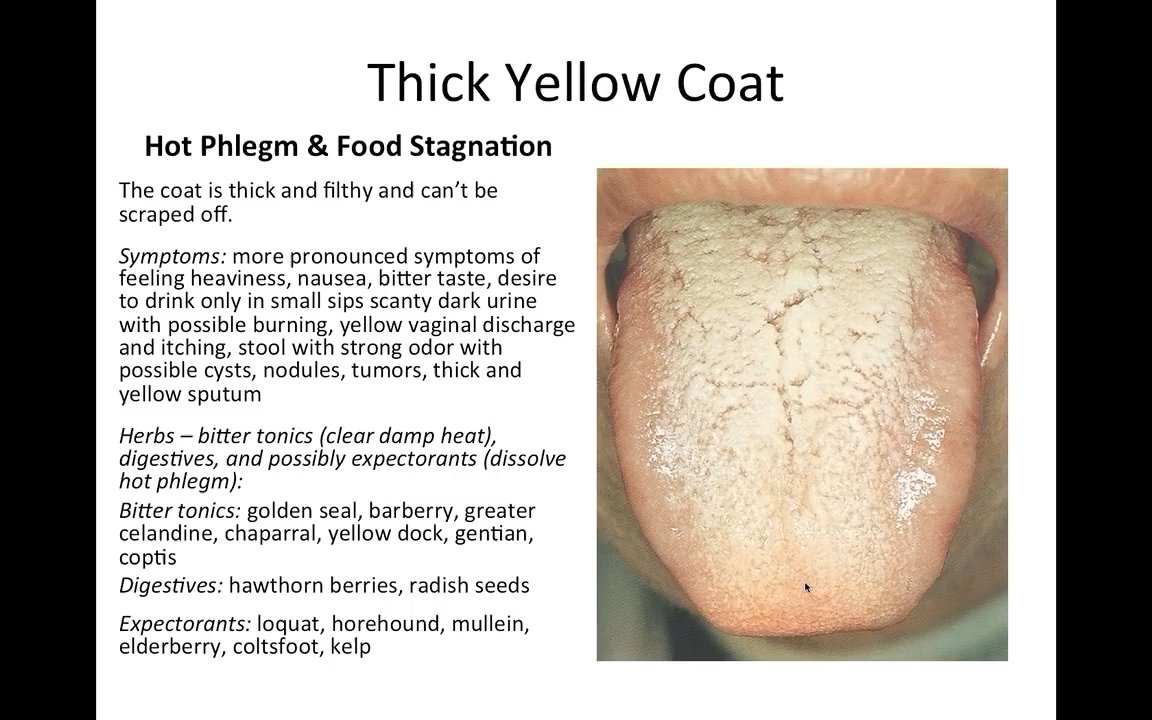 Thick Yellow Coat
Hot Phlegm & Food Stagnation
The coat is thick and filthy and can't be
scraped off.
Symptoms: more pronounced symptoms of
feeling heaviness, nausea, bitter taste, desire
to drink only in small sips scanty dark urine
with possible burning, yellow vaginal discharge
and itching, stool with strong odor with
possible cysts, nodules, tumors, thick and
yellow sputum
Herbs – bitter tonics (clear damp heat),
digestives, and possibly expectorants (dissolve
hot phlegm):
Bitter tonics: golden seal, barberry, greater
celandine, chaparral, yellow dock, gentian,
coptis
Digestives: hawthorn berries, radish seeds
Expectorants: loquat, horehound, mullein,
elderberry, coltsfoot, kelp